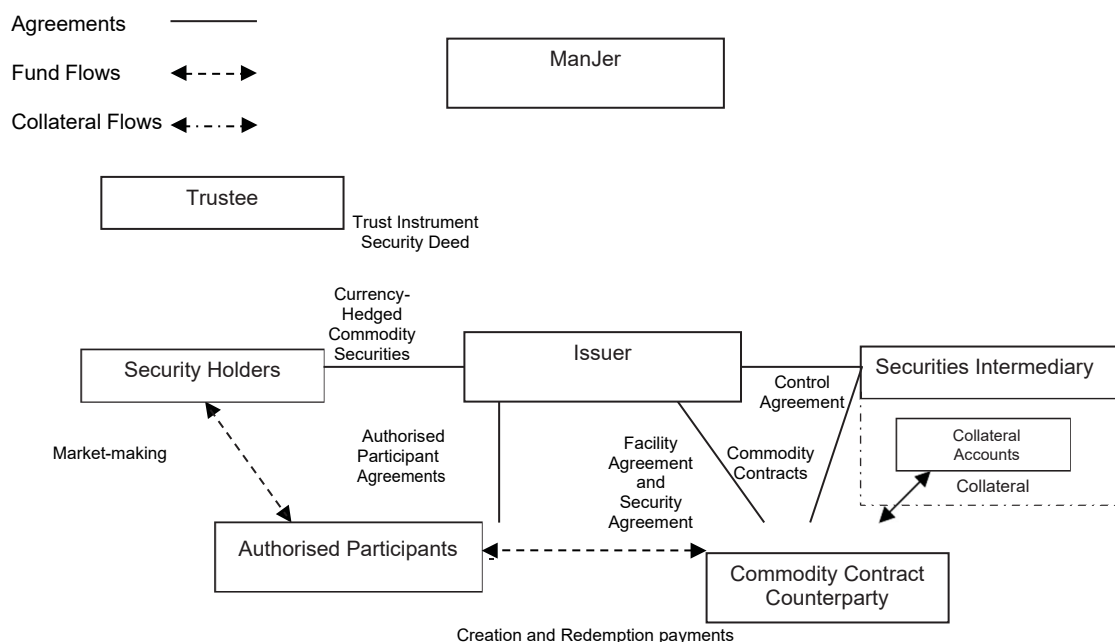 Agreements
ManJer
Fund Flows
Collateral Flows
Trustee
Trust Instrument
Security Deed
Currency-
Hedged
Commodity
Securities
Issuer
Security Holders
Securities Intermediary
Control
Agreement
Market-making
Authorised
Participant
Agreements
Facility
Agreement
and
Security
Agreement
Commodity
Contracts
Collateral
Accounts
Collateral
Authorised Participants
Commodity Contract
Counterparty
Creation and Redemption payments